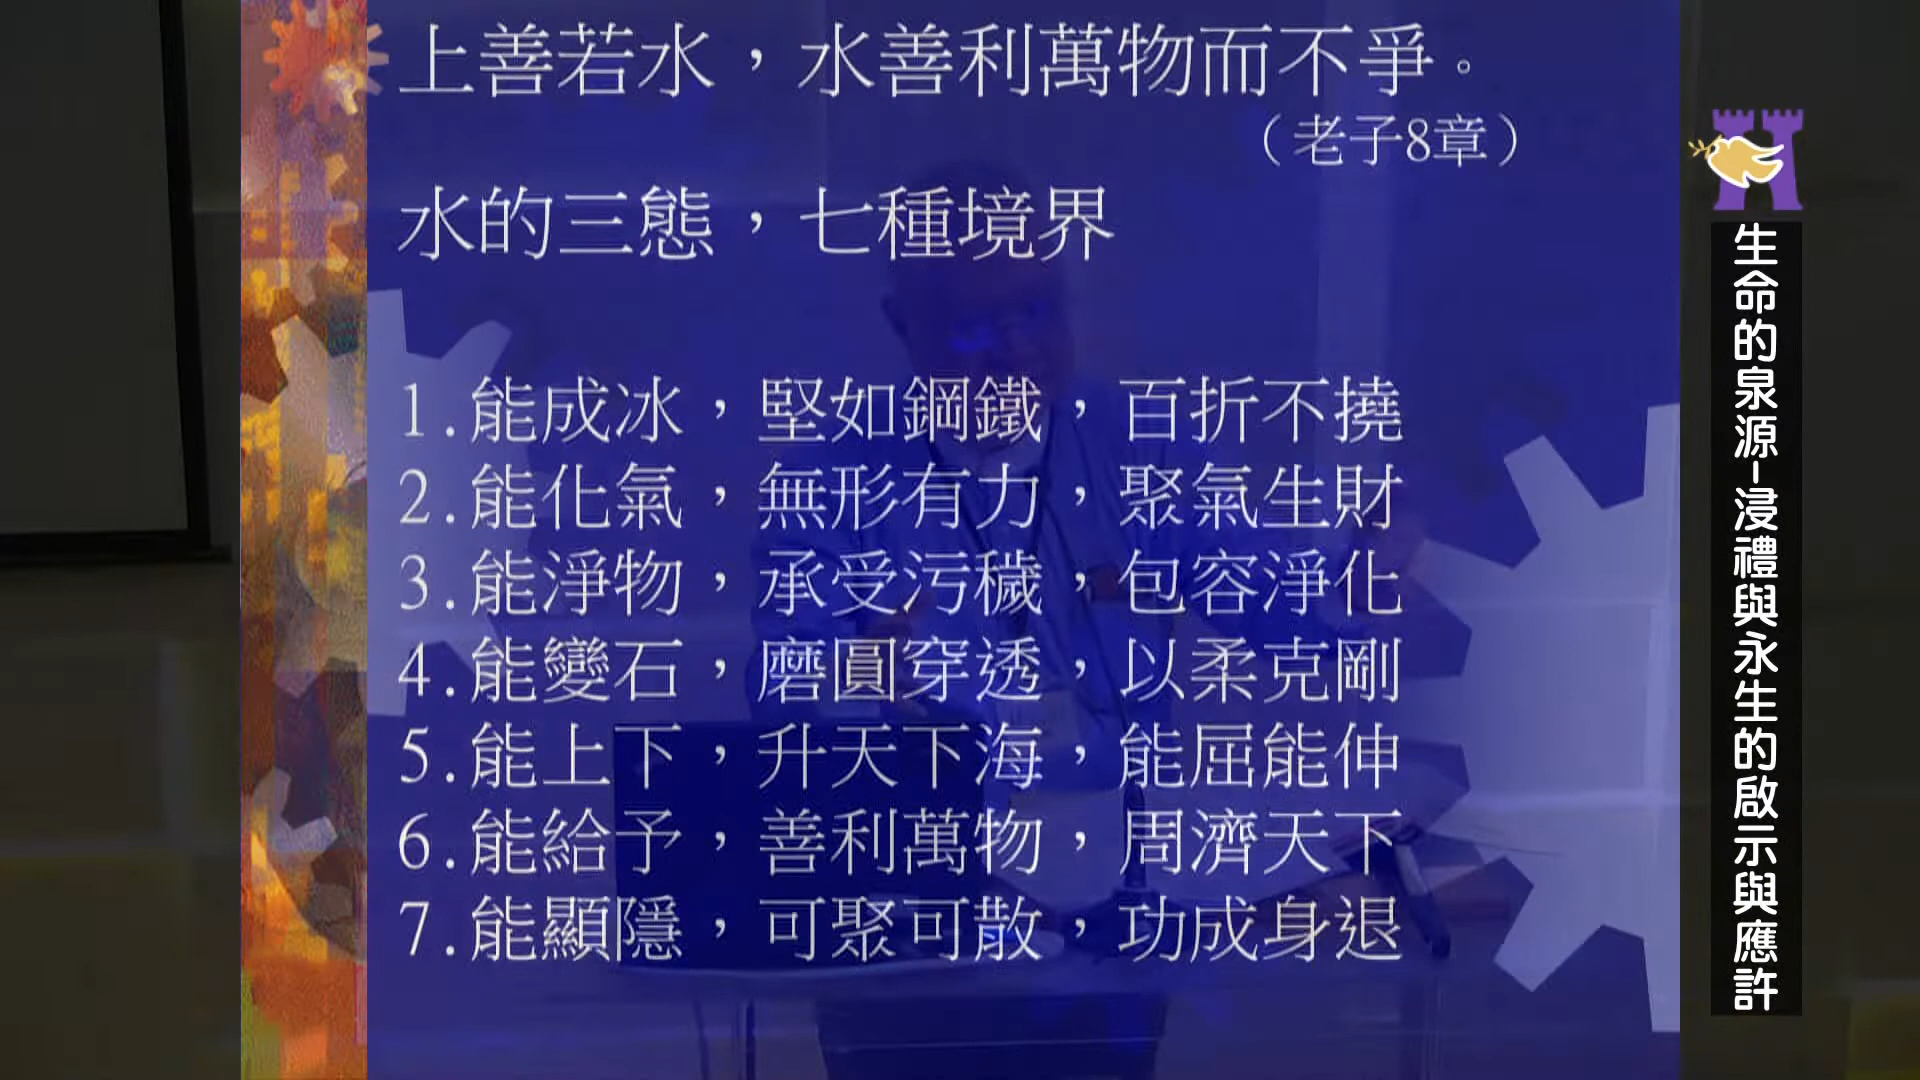 上善若水，水善利萬物而不爭。
（老子8章）
水的三態，七種境界
1.能成冰，堅如鋼鐵，百折不撓
2.能化氣，無形有力，聚氣生財
3.能淨物，承受污穢，包容淨化
4.能變石，磨圓穿透，以柔克剛
5.能上下，升天下海，能屈能伸
6.能給予，善利萬物，周濟天下
7.能顯隱，可聚可散，功成身退
生命的泉源-浸禮與永生的啟示與應許